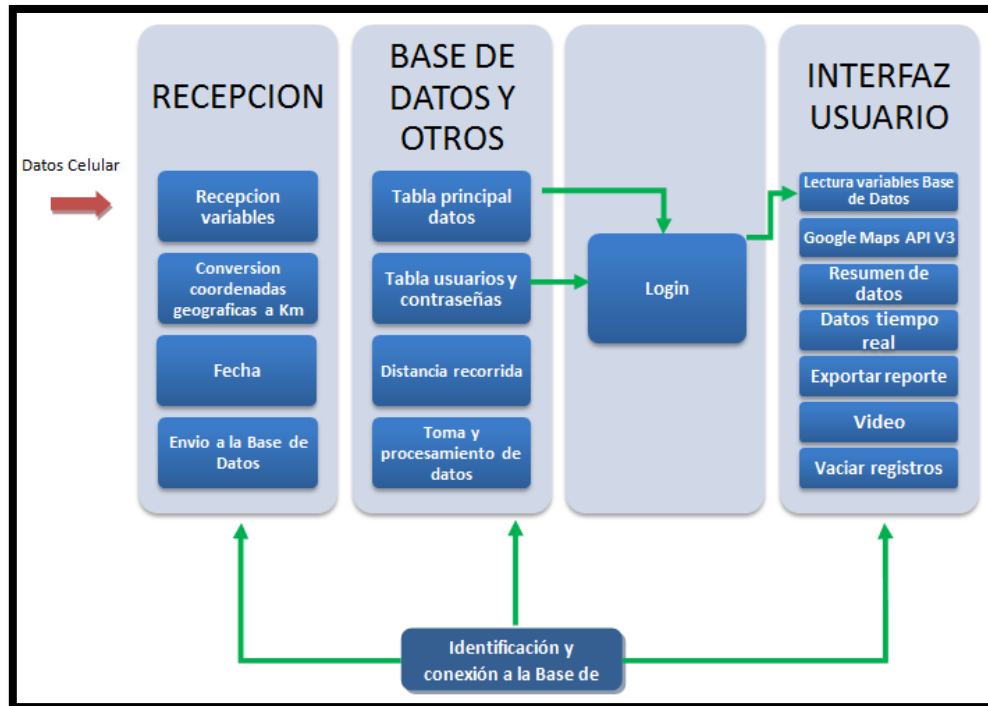 Datos Celular
RECEPCION
Recepcion
variables
Conversion
coordenadas
geograficas a Km
Fecha
Envio a la Base de
Datos
BASE DE
DATOS Y
OTROS
Tabla principal
datos
Tabla usuarios y
contraseñas
Distancia recorrida
Toma y
procesamiento de
datos
Login
INTERFAZ
USUARIO
Lectura variables Base
de Datos
Google Maps API V3
Resumen de
datos
Datos tiempo
real
Exportar reporte
Video
Vaciar registros
Identificación y
conexión a la Base de